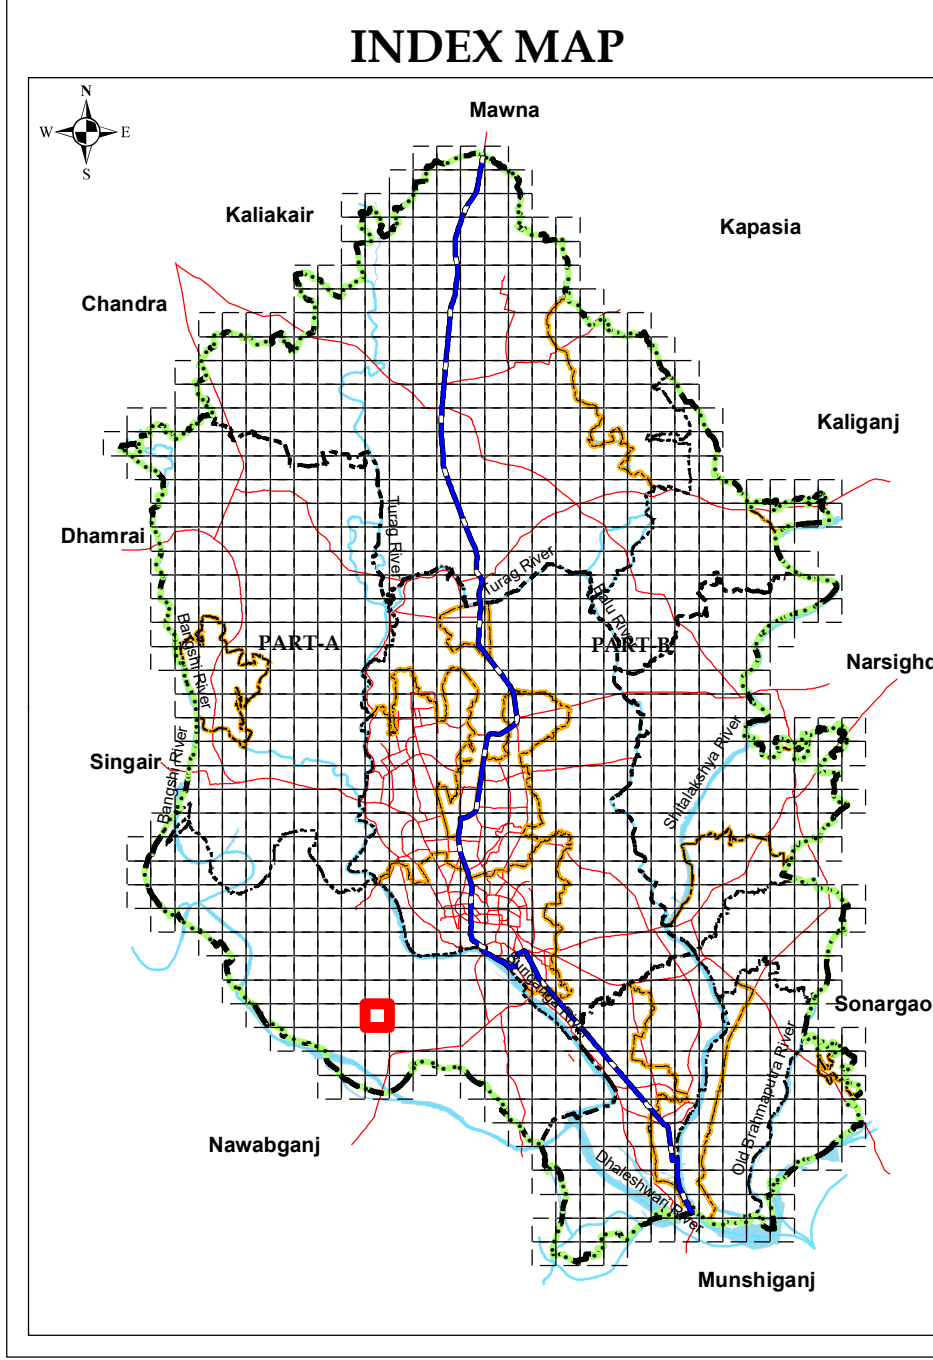 INDEX MAP
N
W E
S
Mawna
Kaliakair
Kapasia
Chandra
Kaliganj
Dhamrai
Turag River
Turag River
Balu River
Bangshi River
PART-A
PART-B
Narsighd
Singair
Bangshi River
Shitalakshya River
Buriganga River
Sonargao
Old Brahmaputra River
Nawabganj
Dhaleshwari River
Munshiganj